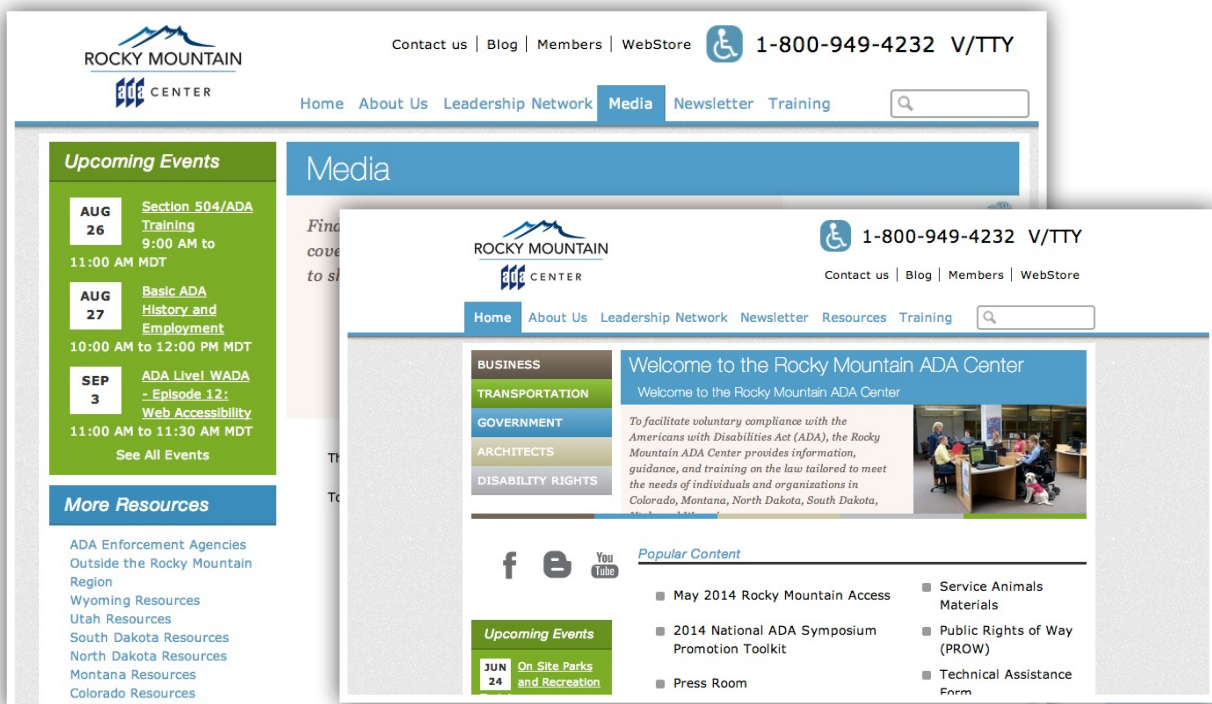 ROCKY MOUNTAIN
ada CENTER
Contact us | Blog | Members | WebStore
1-800-949-4232 V/TTY
Home About Us Leadership Network Media Newsletter Training
Upcoming Events
AUG
26
Section 504/ADA
Training
9:00 AM to
11:00 AM MDT
AUG
27
Basic ADA
History and
Employment
10:00 AM to 12:00 PM MDT
SEP
3
ADA Live! WADA
- Episode 12:
Web Accessibility
11:00 AM to 11:30 AM MDT
See All Events
More Resources
ADA Enforcement Agencies
Outside the Rocky Mountain
Region
Wyoming Resources
Utah Resources
South Dakota Resources
North Dakota Resources
Montana Resources
Colorado Resources
Media
to
ROCKY MOUNTAIN
ada CENTER
1-800-949-4232 V/TTY
Contact us | Blog | Members | WebStore
Home About Us Leadership Network Newsletter Resources Training
BUSINESS
TRANSPORTATION
GOVERNMENT
ARCHITECTS
DISABILITY RIGHTS
Welcome to the Rocky Mountain ADA Center
Welcome to the Rocky Mountain ADA Center
To facilitate voluntary compliance with the
Americans with Disabilities Act (ADA), the Rocky
Mountain ADA Center provides information,
guidance, and training on the law tailored to meet
the needs of individuals and organizations in
Colorado, Montana, North Dakota, South Dakota,
f
You
Tube
Upcoming Events
JUN
24
On Site Parks
and Recreation
Popular Content
May 2014 Rocky Mountain Access
2014 National ADA Symposium
Promotion Toolkit
Press Room
Service Animals
Materials
Public Rights of Way
(PROW)
Technical Assistance
Form